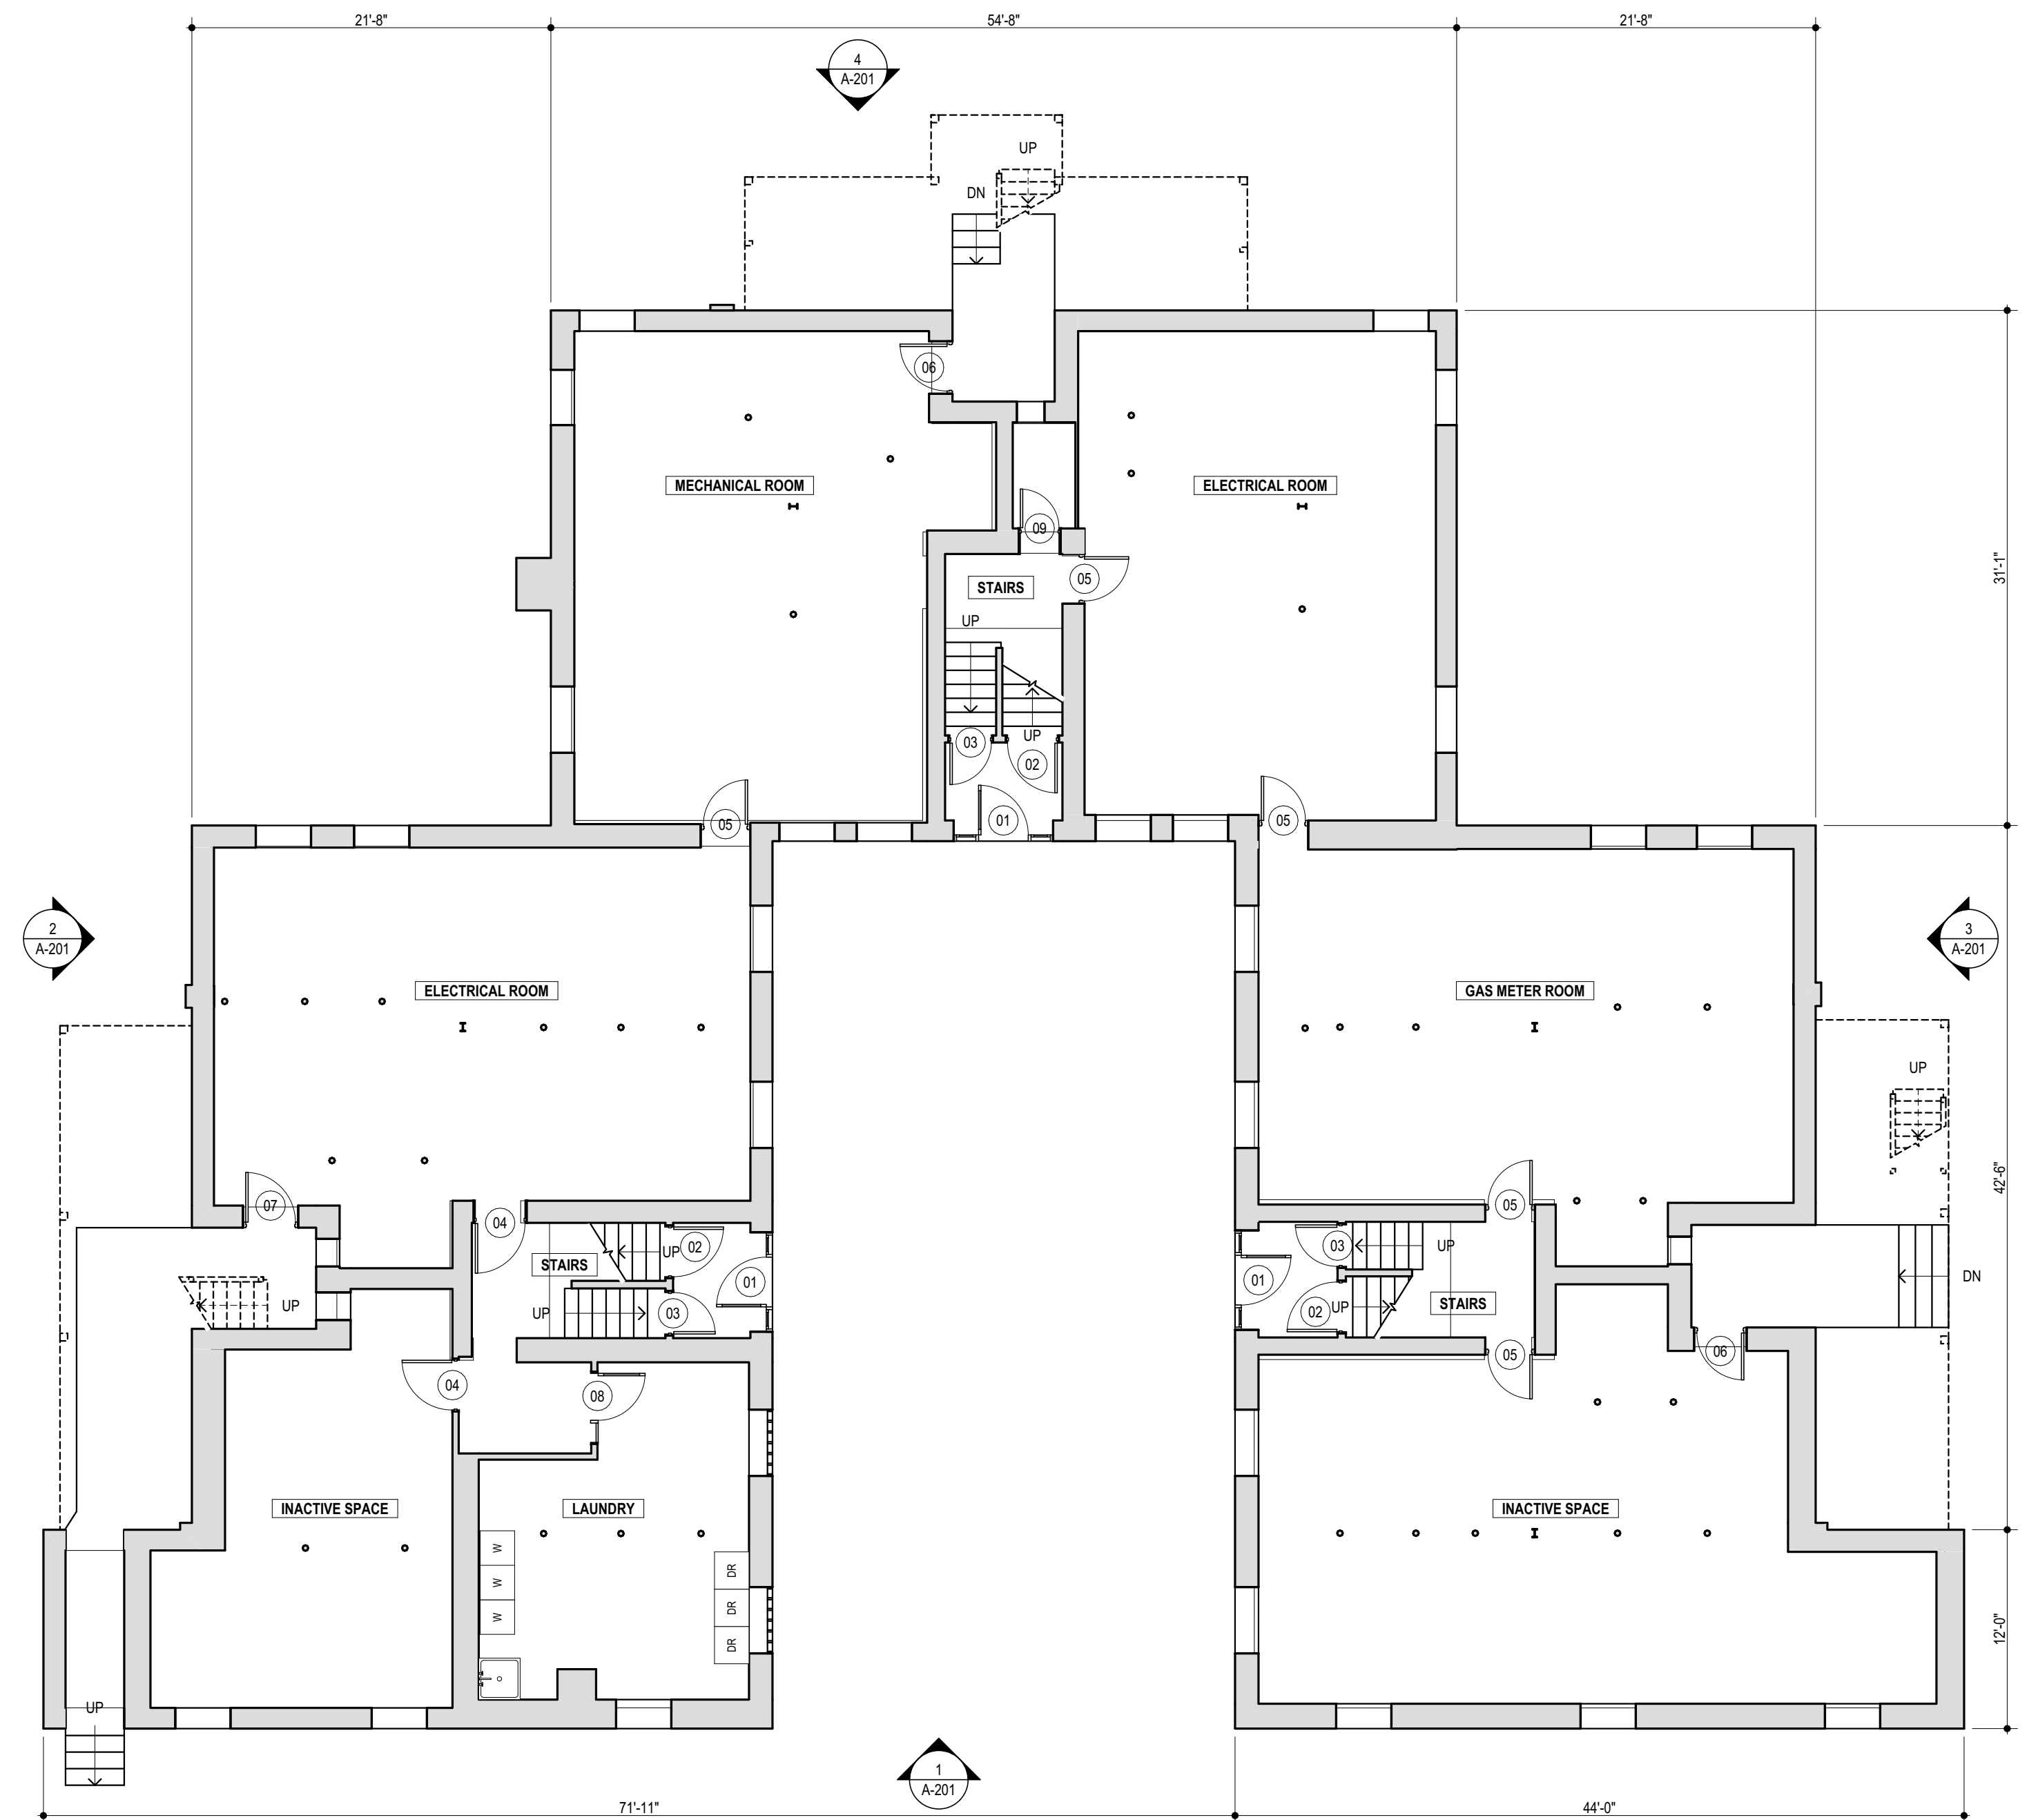 21'-8"
54'-8"
21'-8"
4
A-201
UP
DN
06
MECHANICAL ROOM
ELECTRICAL ROOM
09
31'-1"
STAIRS
05
UP
UP
03
02
05
01
05
2
A-201
3
A-201
ELECTRICAL ROOM
GAS METER ROOM
UP
42'-6"
07
04
05
02
UP
STAIRS
01
UP
03
UP
03
UP
01
02
UP
STAIRS
DN
05
06
04
08
INACTIVE SPACE
LAUNDRY
INACTIVE SPACE
W
W
W
DR
DR
DR
12'-0"
UP
1
A-201
71'-11"
44'-0"